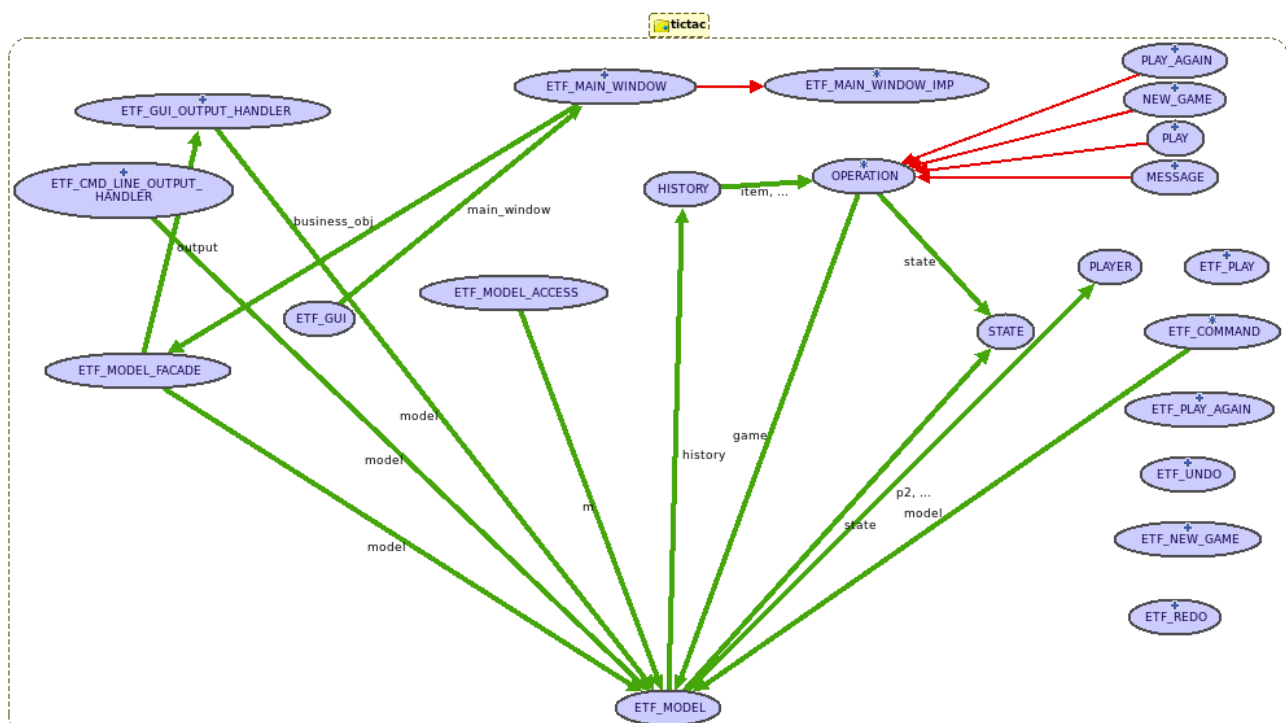 tictac
PLAY_AGAIN
ETF_MAIN_WINDOW
ETF_MAIN_WINDOW_IMP
NEW_GAME
ETF_GUI_OUTPUT_HANDLER
PLAY
OPERATION
MESSAGE
ETF_CMD_LINE_OUTPUT_
HANDLER
HISTORY
item, ...
main_window
business_obj
output
state
PLAYER
ETF_PLAY
ETF_MODEL_ACCESS
ETF_GUI
STATE
ETF_COMMAND
ETF_MODEL_FACADE
model
ETF_PLAY_AGAIN
game
history
model
ETF_UNDO
p2, ...
m
model
state
ETF_NEW_GAME
model
ETF_REDO
ETF_MODEL